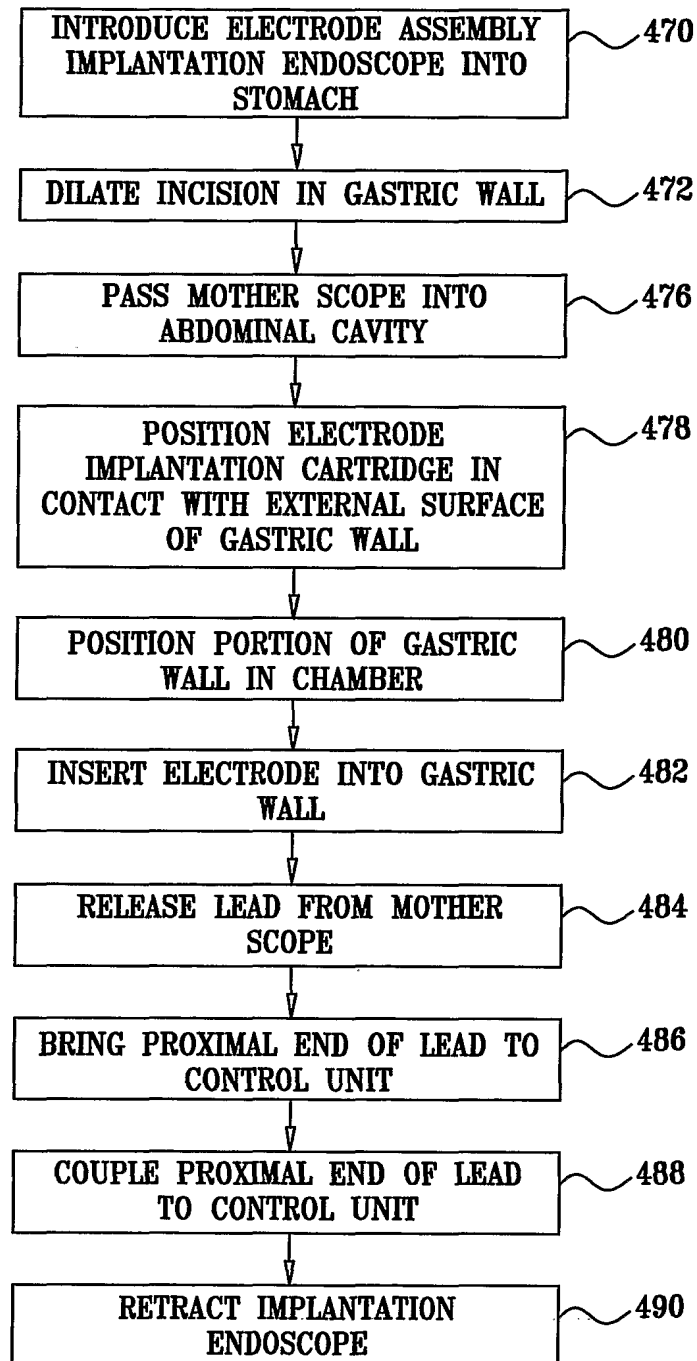 INTRODUCE ELECTRODE ASSEMBLY
IMPLANTATION ENDOSCOPE INTO
STOMACH
470
DILATE INCISION IN GASTRIC WALL
472
PASS MOTHER SCOPE INTO
ABDOMINAL CAVITY
476
POSITION ELECTRODE
IMPLANTATION CARTRIDGE IN
CONTACT WITH EXTERNAL SURFACE
OF GASTRIC WALL
478
POSITION PORTION OF GASTRIC
WALL IN CHAMBER
480
INSERT ELECTRODE INTO GASTRIC
WALL
482
RELEASE LEAD FROM MOTHER
SCOPE
484
BRING PROXIMAL END OF LEAD TO
CONTROL UNIT
486
COUPLE PROXIMAL END OF LEAD
TO CONTROL UNIT
488
RETRACT IMPLANTATION
ENDOSCOPE
490